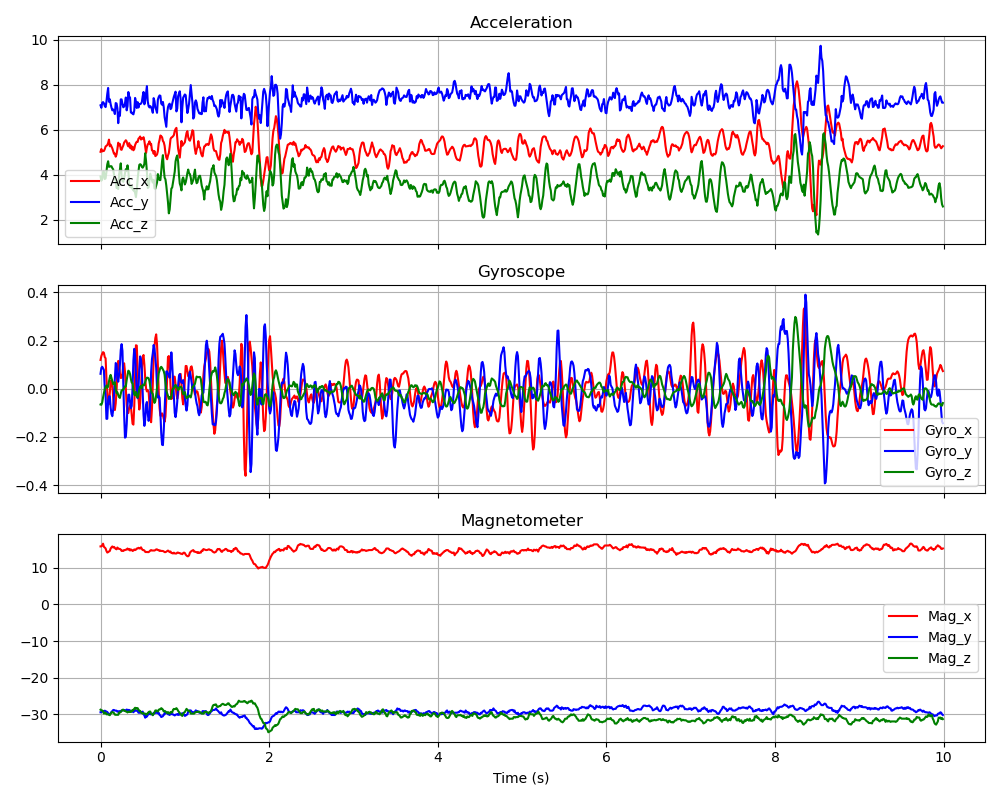 Acceleration
10
8
6
4
2
Acc_x
Acc_y
Acc_z
Gyroscope
0.4
0.2
0.0
−0.2
−0.4
Gyro_x
Gyro_y
Gyro_z
Magnetometer
10
0
−10
−20
−30
Mag_x
Mag_y
Mag_z
0 2 4 6 8 10
Time (s)